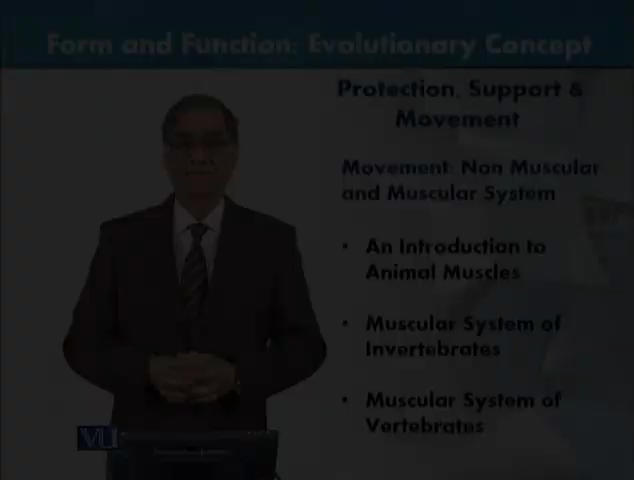 Form and Function: Evolutionary Concept
Protection, Support &
Movement
Movement: Non Muscular
and Muscular System
• An Introduction to
Animal Muscles
• Muscular System of
Invertebrates
• Muscular System of
Vertebrates
VU